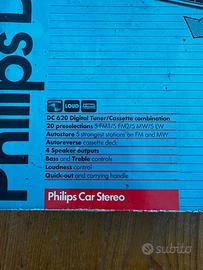 Philips D
LOUD
DC 620 Digital Tuner/Cassette combination
20 preselections 5 FM1/5 FM2/5 MW/5 LW
Autostore 5 strongest stations on FM and MW
Autoreverse cassette deck
4 Speaker outputs
Bass and Treble controls
Loudness control
Quick-out and carrying handle
Philips Car Stereo
subito